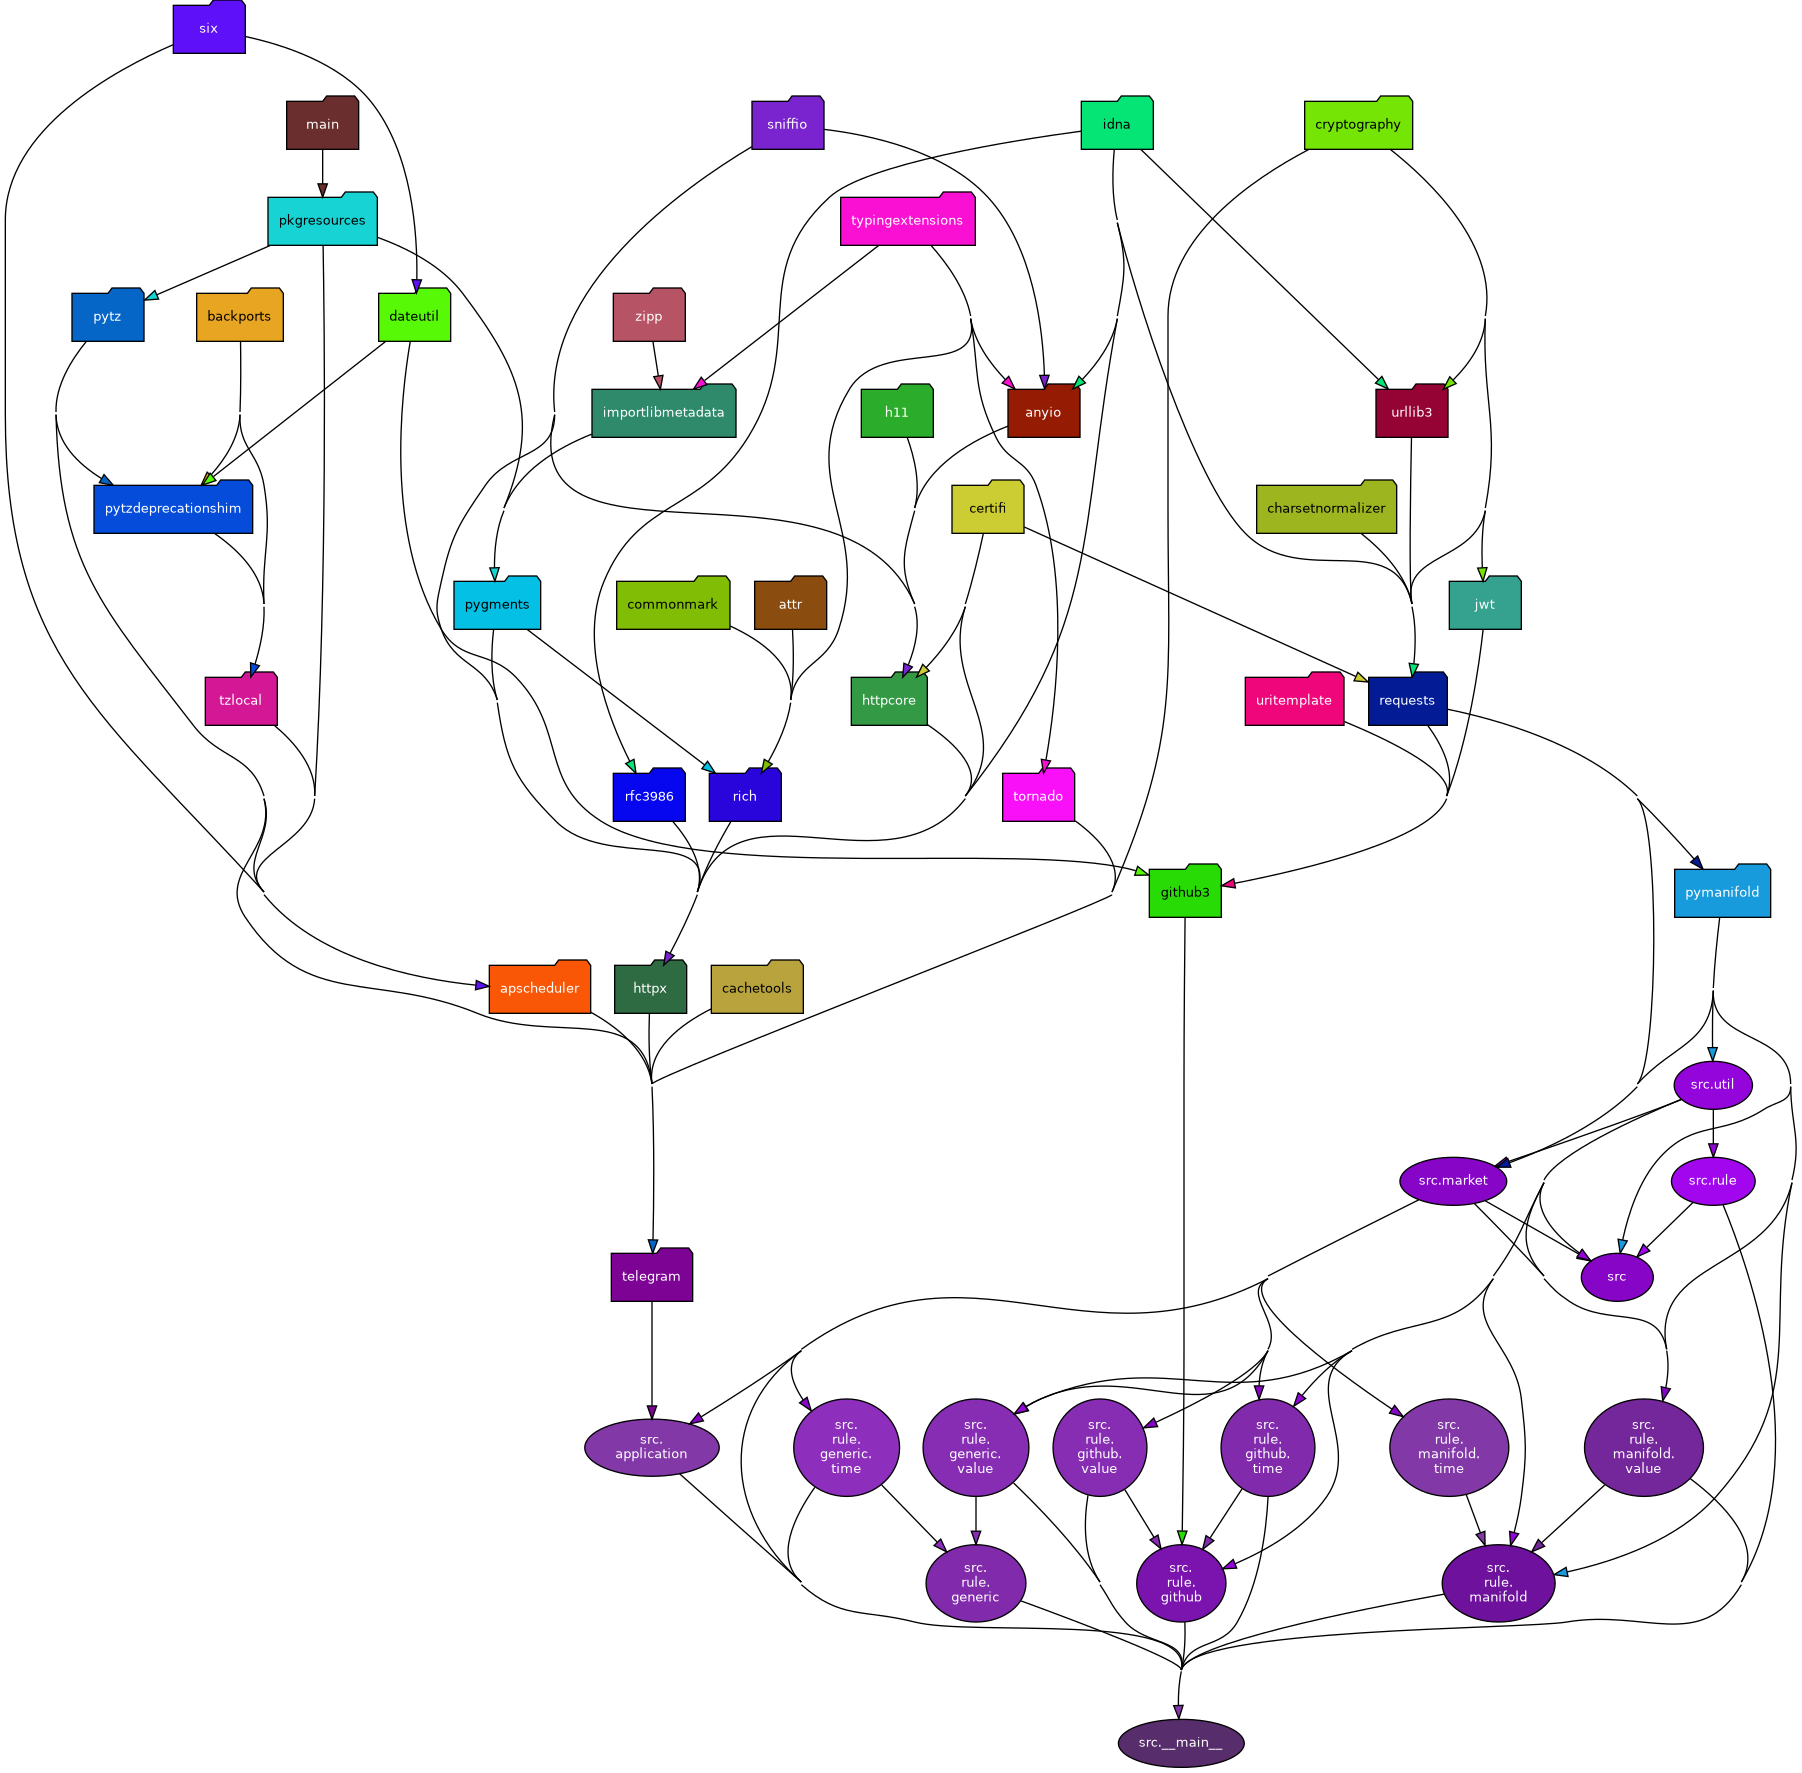 six
main
sniffio
idna
cryptography
pkgresources
typingextensions
pytz
backports
dateutil
zipp
importlibmetadata
h11
anyio
urllib3
pytzdeprecationshim
certifi
charsetnormalizer
pygments
commonmark
attr
jwt
tzlocal
httpcore
uritemplate
requests
rfc3986
rich
tornado
github3
pymanifold
apscheduler
httpx
cachetools
src.util
src.market
src.rule
telegram
src
src.
application
src.
rule.
generic.
time
src.
rule.
generic.
value
src.
rule.
github.
value
src.
rule.
github.
time
src.
rule.
manifold.
time
src.
rule.
manifold.
value
src.
rule.
generic
src.
rule.
github
src.
rule.
manifold
src.__main__